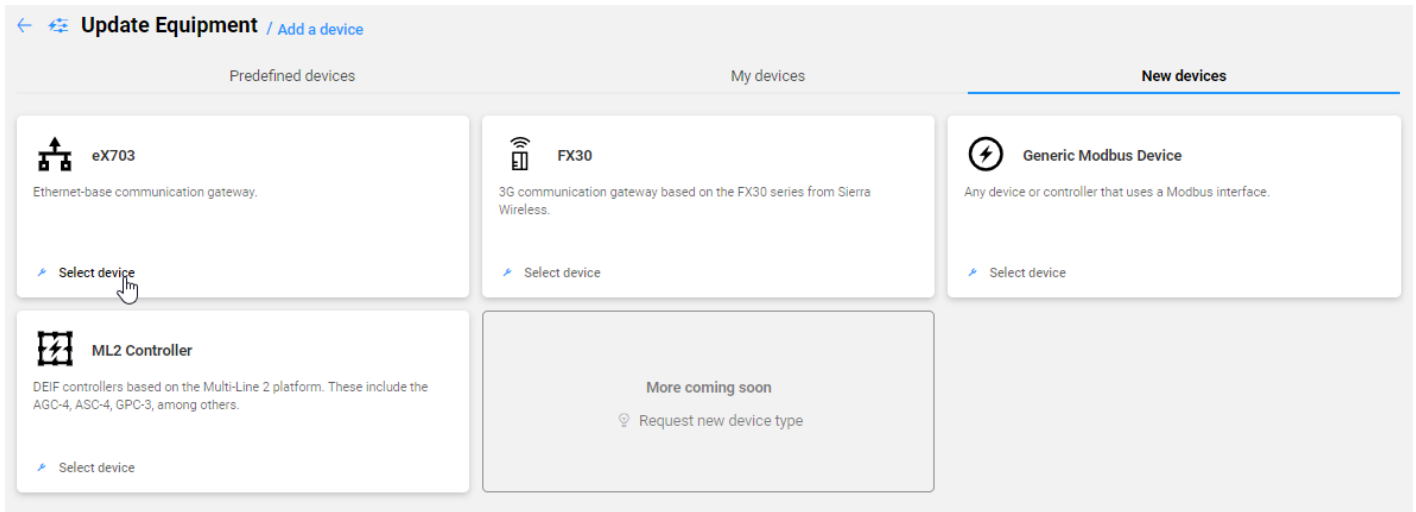 Update Equipment / Add a device
Predefined devices My devices New devices
eX703
Ethernet-base communication gateway.
Select device
FX30
3G communication gateway based on the FX30 series from Sierra
Wireless.
Select device
Generic Modbus Device
Any device or controller that uses a Modbus interface.
Select device
ML2 Controller
DEIF controllers based on the Multi-Line 2 platform. These include the
AGC-4, ASC-4, GPC-3, among others.
Select device
More coming soon
Request new device type